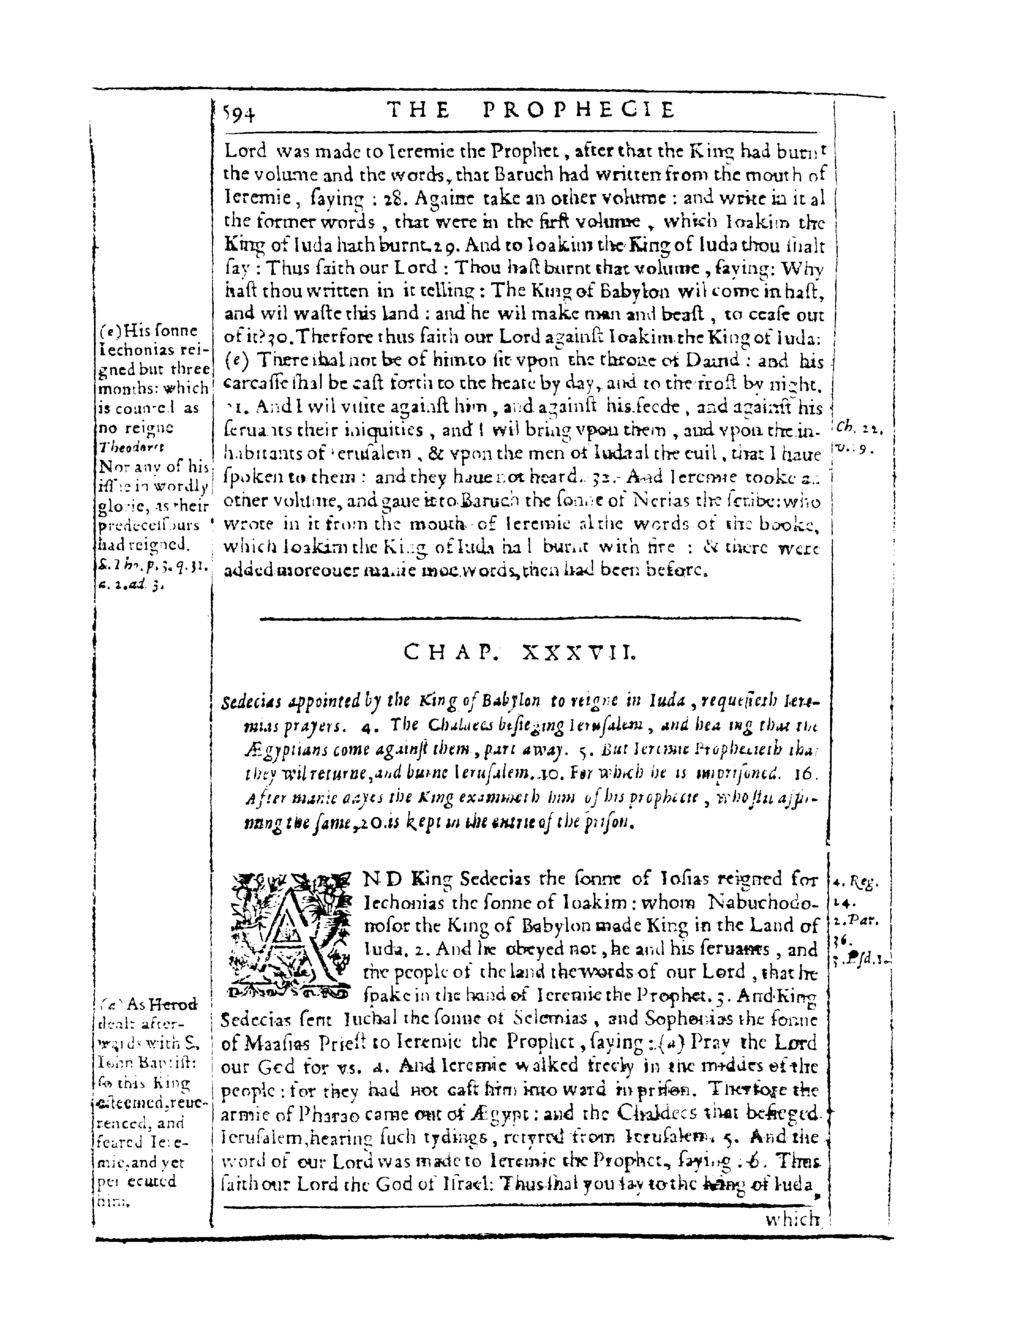 594 THE PROPHECIE
Lord was made to Ieremie the Prophet, after that the King had burnt
the volume and the words, that Baruch had written from the mouth of
Ieremie, ſaying : 28. Againe take an other volume : and write in it al
the former words, that were in the firſt volume, which Ioakim the
King of Iuda hath burnt. 29. And to Ioakim the King of Iuda thou ſhalt
ſay : Thus ſaith our Lord : Thou haſt burnt that volume, ſaying: Why
haſt thou written in it telling : The King of Babylon wil come in haſt,
and wil waſte this land : and he wil make man and beaſt, to ceaſe out
of it? 30. Therfore thus ſaith our Lord againſt Ioakim the King of Iuda:
(e) There ſhal not be of him to ſit vpon the throne of Dauid : and his
carcaſſe ſhal be caſt forth to the heate by day, and to the froſt by night.
31. And I wil viſite againſt him, and againſt his ſeede, and againſt his
ſeruants their iniquities, and I wil bring vpon them, and vpon the in-
habitants of Ieruſalem, & vpon the men of Iuda al the euil, that I haue
ſpoken to them : and they haue not heard. 32. And Ieremie tooke an
other volume, and gaue it to Baruch the ſonne of Nerias the ſcribe: who
wrote in it from the mouth of Ieremie al the words of the booke,
which Ioakim the King of Iuda had burnt with fire : & there were
added moreouer manie moe words, then had been before.
(e) His ſonne
Iechonias rei-
gned but three
months: which
is counted as
no reigne
Theodoret
Nor any of his
iſſue in wordly
glorie, as their
predeceſſours
had reigned.
S. Tho. p. 3. q. 31.
a. 2. ad. 3.
Ch. 22,
v. 19.
CHAP. XXXVII.
Sedecias appointed by the King of Babylon to reigne in Iuda, requeſteth Iere-
mias prayers. 4. The Chaldees beſieging Ieruſalem, and hearing that the
Ægyptians come againſt them, part away. 5. But Ieremie Prophecieth that
they wil returne, and burne Ieruſalem. 10. For which he is impriſoned. 16.
After manie dayes the King examineth him of his prophecie, who ſtil affir-
ming the ſame, 20. is kept in the entrie of the priſon.
AND King Sedecias the ſonne of Ioſias reigned for
Iechonias the ſonne of Ioakim : whom Nabuchodo-
noſor the King of Babylon made King in the Land of
Iuda. 2. And he obeyed not, he and his ſeruants, and
the people of the land the words of our Lord, that he
ſpake in the hand of Ieremie the Prophet. 3. And King
Sedecias ſent Iuchal the ſonne of Selemias, and Sophonias the ſonne
of Maaſias Prieſt to Ieremie the Prophet, ſaying : (a) Pray the Lord
our God for vs. 4. And Ieremie walked freely in the middes of the
people : for they had not caſt him into ward in priſon. Therfore the
armie of Pharao came out of Ægypt : and the Chaldees that beſieged
Ieruſalem, hearing ſuch tydings, retyred from Ieruſalem. 5. And the
word of our Lord was made to Ieremie the Prophet, ſaying : 6. Thus
ſaith our Lord the God of Iſrael: Thus ſhal you ſay to the King of Iuda,
which
4. Reg.
24.
2. Par.
36.
(a) As Herod
dealt after-
wards with S.
Iohn Baptiſt:
ſo this King
eſteemed, reue-
renced, and
feared Iere-
mie, and yet
perſecuted
him.